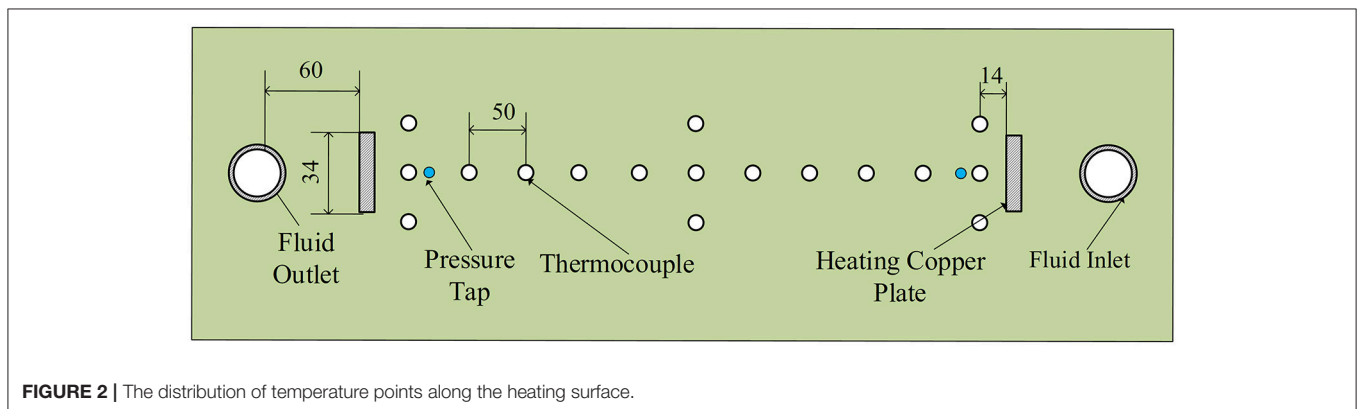 60
14
50
34
Fluid
Outlet
Pressure
Tap
Thermocouple
Heating Copper
Plate
Fluid Inlet
FIGURE 2 | The distribution of temperature points along the heating surface.